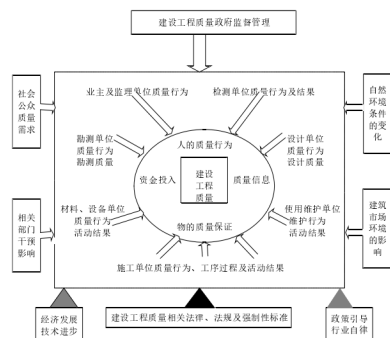 建设工程质量政府监督管理
社会
公众
质量
需求
业主及监理单位质量行为
检测单位质量行为及结果
自然
环境
条件
的变
化
勘测单位
质量行为
勘测质量
人的质量行为
设计单位
质量行为
设计质量
资金投入
建设
工程
质量
质量信息
相关
部门
干预
影响
材料、设备单位
质量行为
活动结果
物的质量保证
使用维护单位
维护行为
活动结果
建筑
市场
环境
的影
响
施工单位质量行为、工序过程及活动结果
经济发展
技术进步
建设工程质量相关法律、法规及强制性标准
政策引导
行业自律